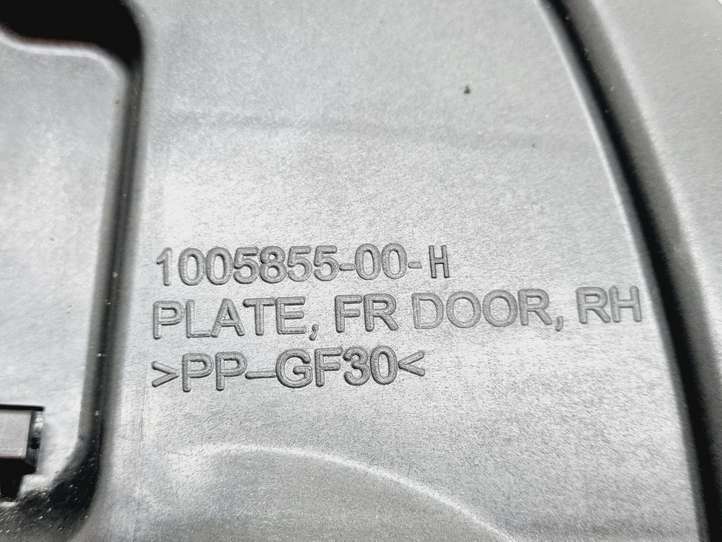 1005855-00-H
PLATE, FR DOOR, RH
>PP-GF30<